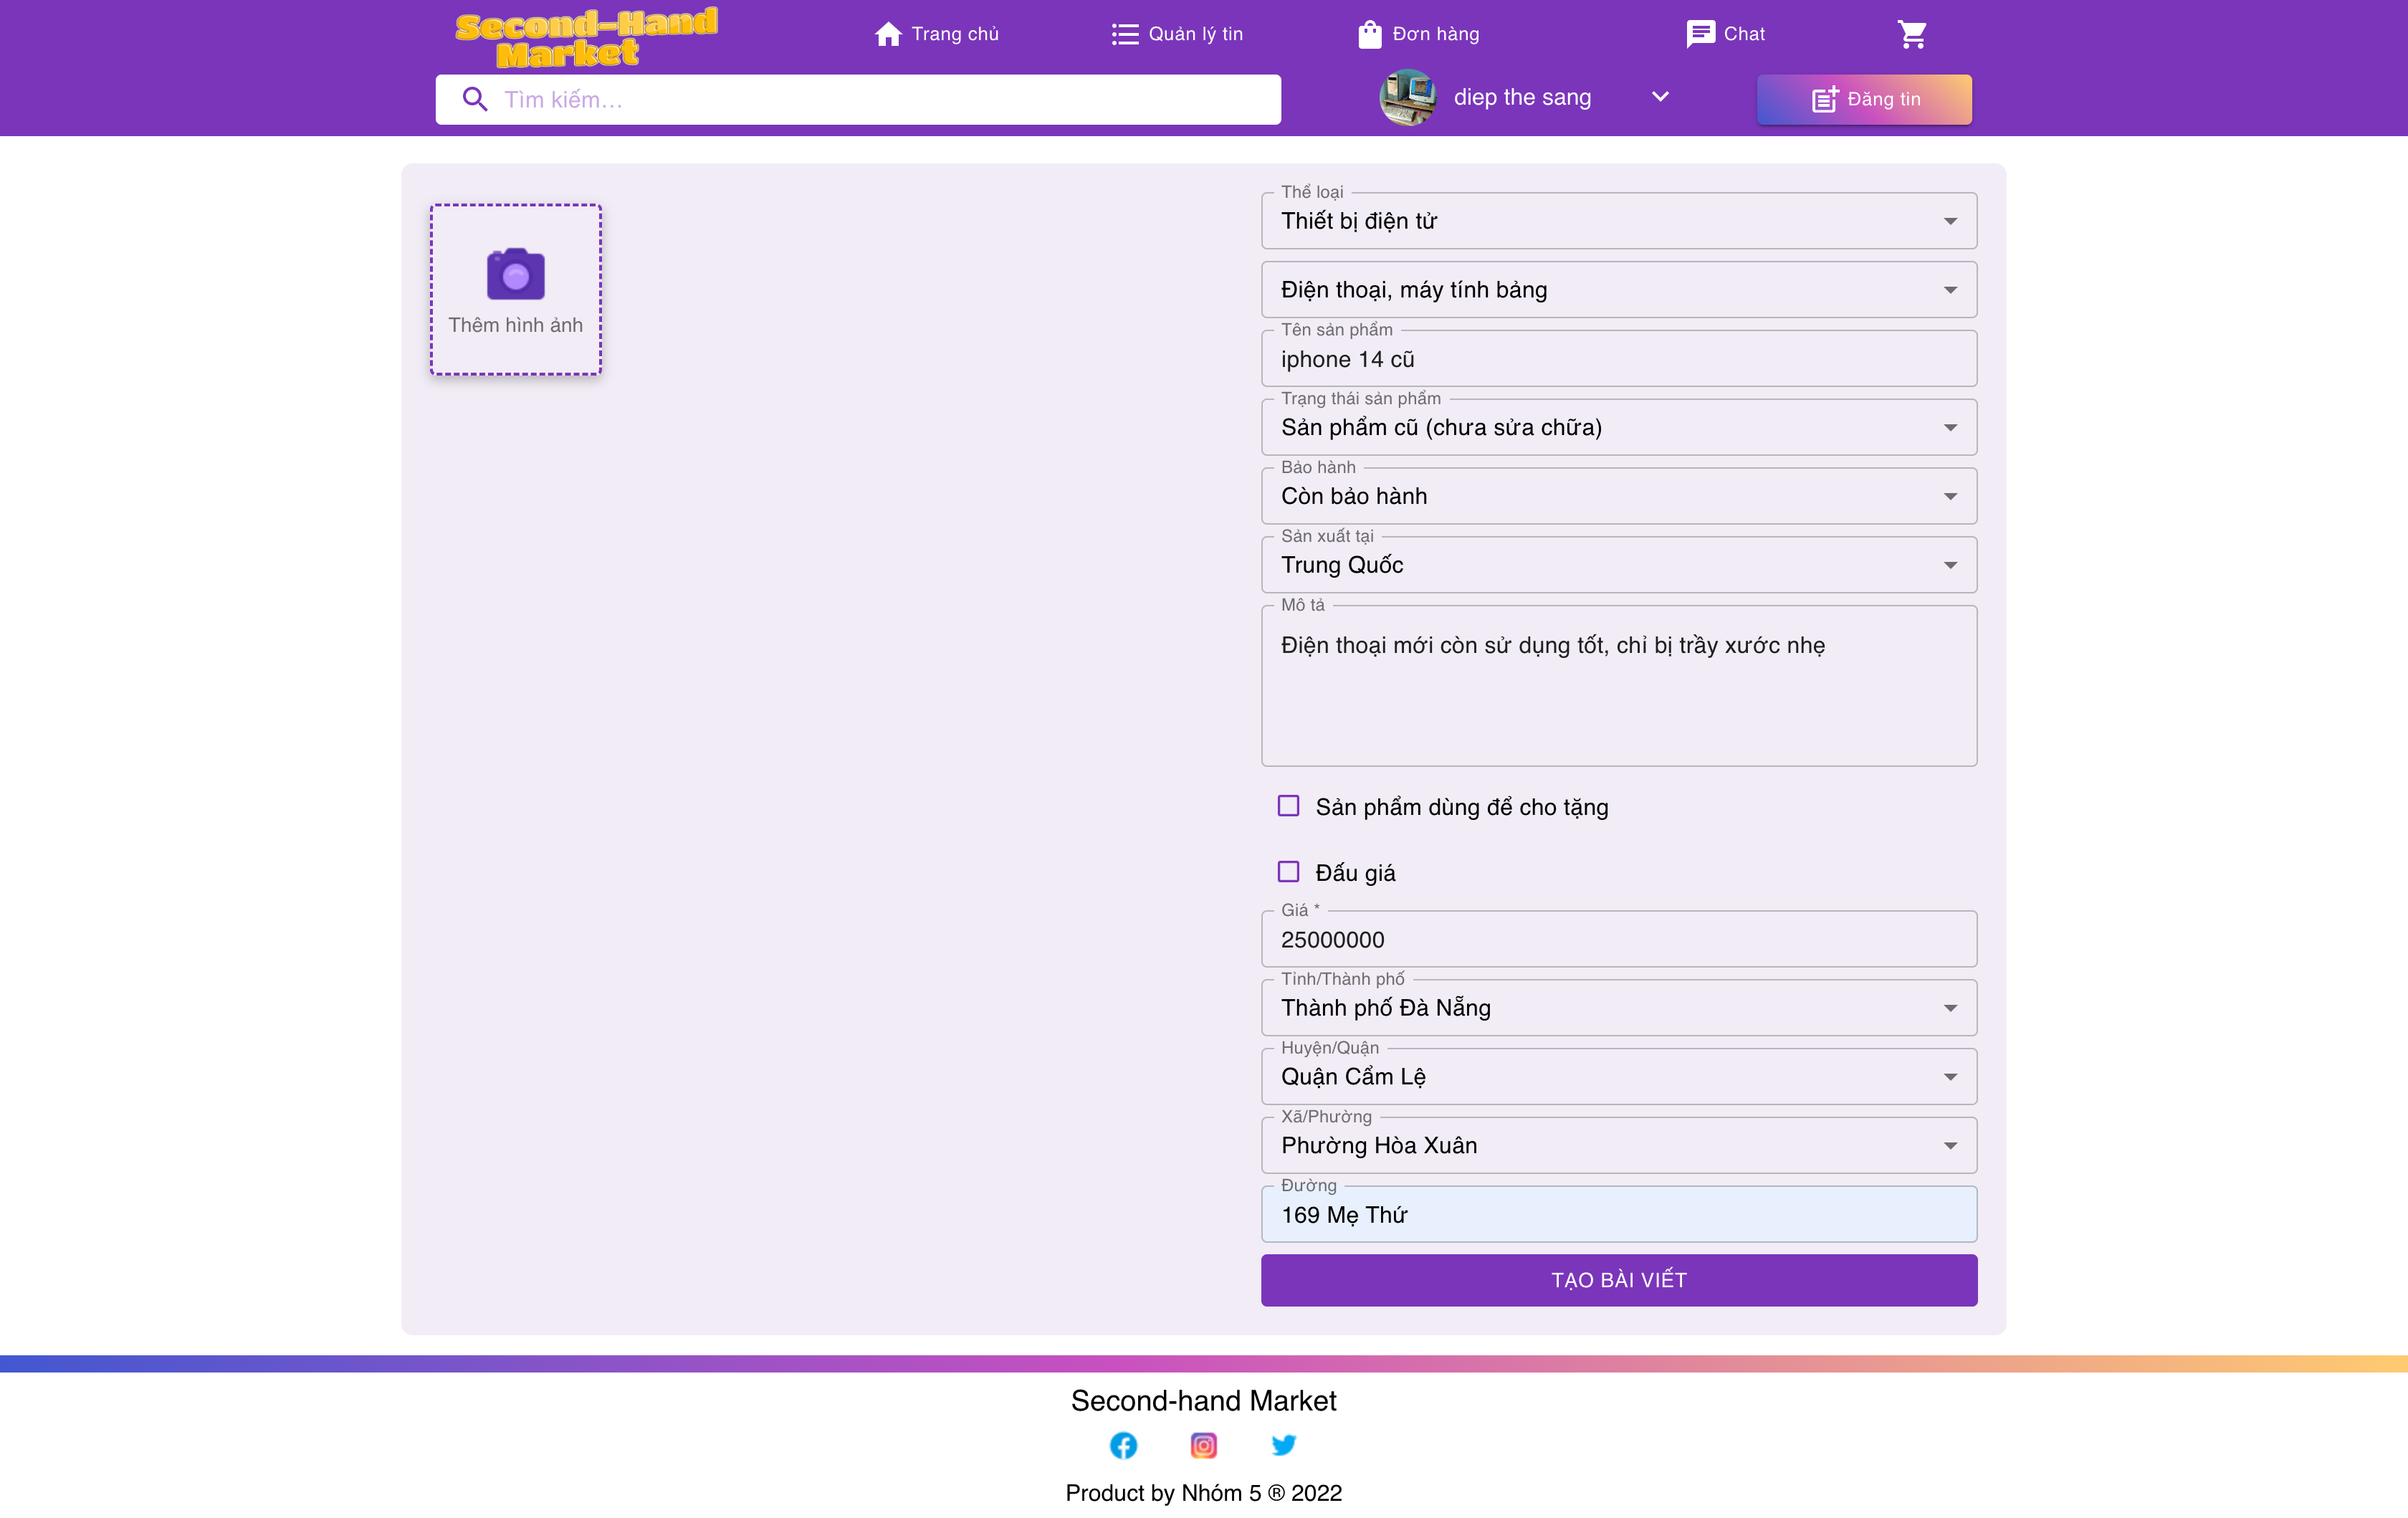 Second-Hand
Market
Trang chủ
Quản lý tin
Đơn hàng
Chat
Tìm kiếm...
diep the sang
Đăng tin
Thêm hình ảnh
Thể loại
Thiết bị điện tử
Điện thoại, máy tính bảng
Tên sản phẩm
iphone 14 cũ
Trạng thái sản phẩm
Sản phẩm cũ (chưa sửa chữa)
Bảo hành
Còn bảo hành
Sản xuất tại
Trung Quốc
Mô tả
Điện thoại mới còn sử dụng tốt, chỉ bị trầy xước nhẹ
Sản phẩm dùng để cho tặng
Đấu giá
Giá *
25000000
Tỉnh/Thành phố
Thành phố Đà Nẵng
Huyện/Quận
Quận Cẩm Lệ
Xã/Phường
Phường Hòa Xuân
Đường
169 Mẹ Thứ
TẠO BÀI VIẾT
Second-hand Market
Product by Nhóm 5 ® 2022